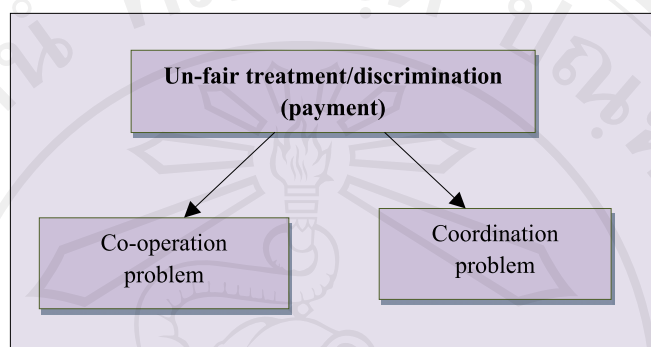 Un-fair treatment/discrimination
(payment)
Co-operation
problem
Coordination
problem